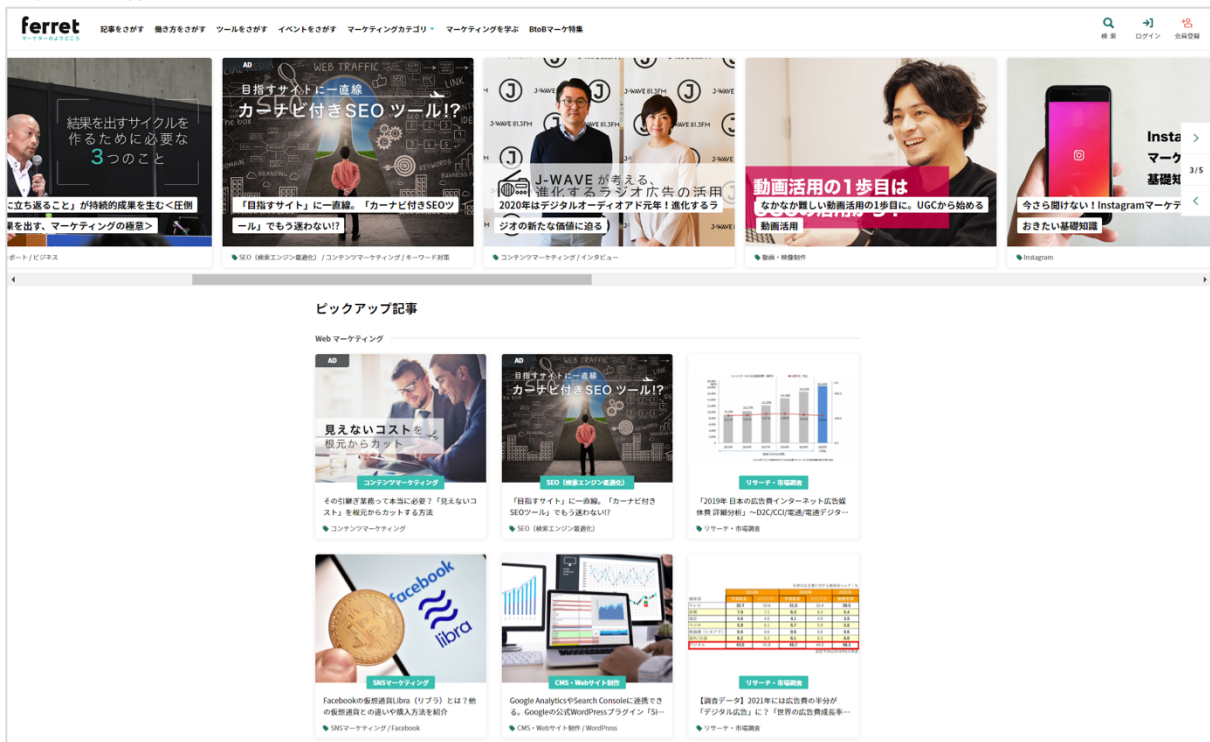 ferret
マーケターのよりどころ
記事をさがす 働き方をさがす ツールをさがす イベントをさがす マーケティングカテゴリ マーケティングを学ぶ BtoBマーケ特集
検索 ログイン 会員登録
結果を出すサイクルを
作るために必要な
3つのこと
に立ち返ること」が持続的成果を生む＜圧倒
果を出す、マーケティングの極意＞
ポート / ビジネス
AD
WEB TRAFFIC
LINK
目指すサイトに一直線
カーナビ付きSEO ツール!?
BRANDING
KEYWORDS
「目指すサイト」に一直線。「カーナビ付きSEOツ
ール」でもう迷わない!?
SEO（検索エンジン最適化）/ コンテンツマーケティング / キーワード対策
J-WAVE 81.3FM
J-WAVE が考える、
進化するラジオ広告の活用
2020年はデジタルオーディオアド元年！進化するラ
ジオの新たな価値に迫る
コンテンツマーケティング / インタビュー
動画活用の1歩目は
なかなか難しい動画活用の1歩目に。UGCから始める
動画活用
動画・映像制作
Insta
マーケ
基礎知
今さら聞けない！Instagramマーケテ
おきたい基礎知識
Instagram
3/5
ピックアップ記事
Web マーケティング
AD
見えないコストを
根元からカット
コンテンツマーケティング
その引継ぎ業務って本当に必要？「見えないコ
スト」を根元からカットする方法
コンテンツマーケティング
AD
WEB TRAFFIC
LINK
目指すサイトに一直線
カーナビ付きSEO ツール!?
SEO（検索エンジン最適化）
「目指すサイト」に一直線。「カーナビ付き
SEOツール」でもう迷わない!?
SEO（検索エンジン最適化）
リサーチ・市場調査
「2019年 日本の広告費インターネット広告媒
体費 詳細分析」～D2C/CCI/電通/電通デジタ…
リサーチ・市場調査
facebook
libra
SNSマーケティング
Facebookの仮想通貨Libra（リブラ）とは？他
の仮想通貨との違いや購入方法を紹介
SNSマーケティング / Facebook
CMS・Webサイト制作
Google AnalyticsやSearch Consoleに連携でき
る。Googleの公式WordPressプラグイン「Si…
CMS・Webサイト制作 / WordPress
リサーチ・市場調査
【調査データ】2021年には広告費の半分が
「デジタル広告」に？「世界の広告費成長率…
リサーチ・市場調査